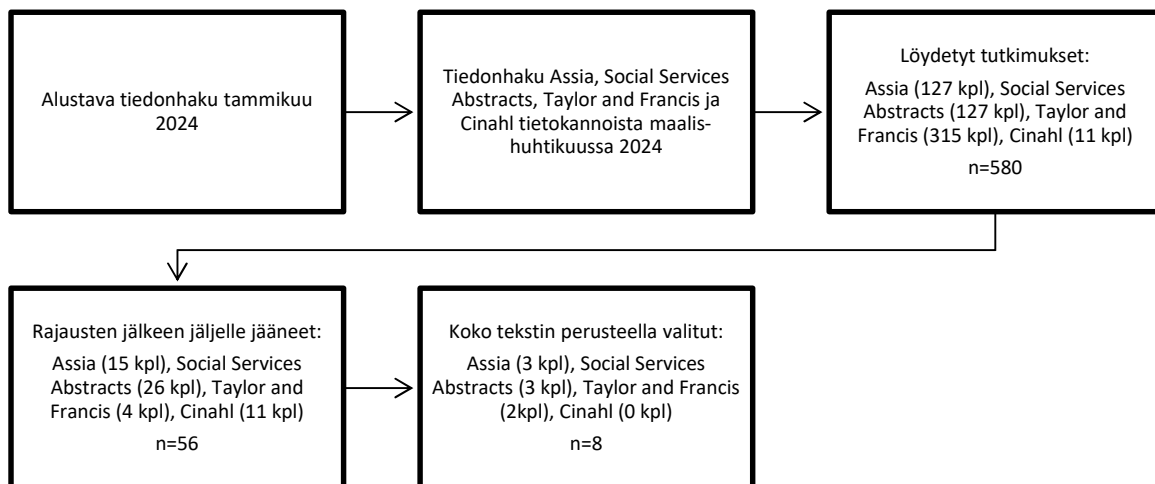 Alustava tiedonhaku tammikuu
2024
Tiedonhaku Assia, Social Services
Abstracts, Taylor and Francis ja
Cinahl tietokannoista maalis-
huhtikuussa 2024
Löydetyt tutkimukset:
Assia (127 kpl), Social Services
Abstracts (127 kpl), Taylor and
Francis (315 kpl), Cinahl (11 kpl)
n=580
Rajausten jälkeen jäljelle jääneet:
Assia (15 kpl), Social Services
Abstracts (26 kpl), Taylor and
Francis (4 kpl), Cinahl (11 kpl)
n=56
Koko tekstin perusteella valitut:
Assia (3 kpl), Social Services
Abstracts (3 kpl), Taylor and Francis
(2kpl), Cinahl (0 kpl)
n=8